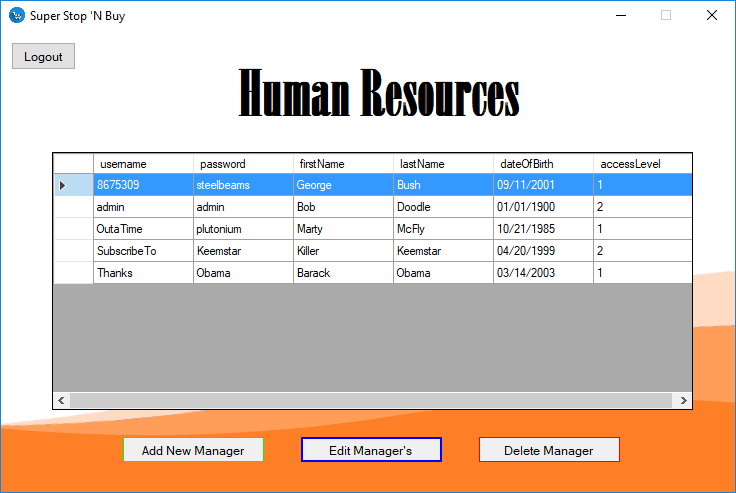 Super Stop 'N Buy
Logout
Human Resources
username password firstName lastName dateOfBirth accessLevel
8675309 steelbeams George Bush 09/11/2001 1
admin admin Bob Doodle 01/01/1900 2
OutaTime plutonium Marty McFly 10/21/1985 1
SubscribeTo Keemstar Killer Keemstar 04/20/1999 2
Thanks Obama Barack Obama 03/14/2003 1
Add New Manager Edit Manager's Delete Manager